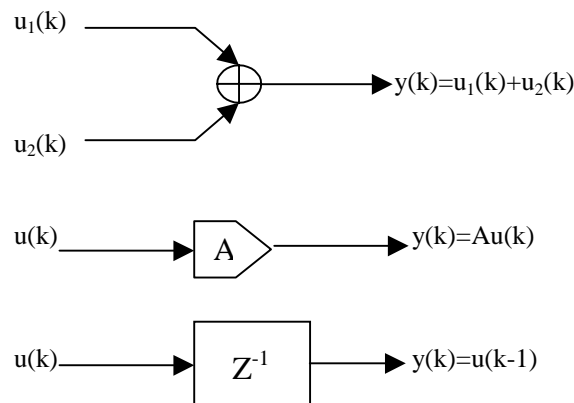 u₁(k)
y(k)=u₁(k)+u₂(k)
u₂(k)
u(k) A y(k)=Au(k)
u(k) Z⁻¹ y(k)=u(k-1)